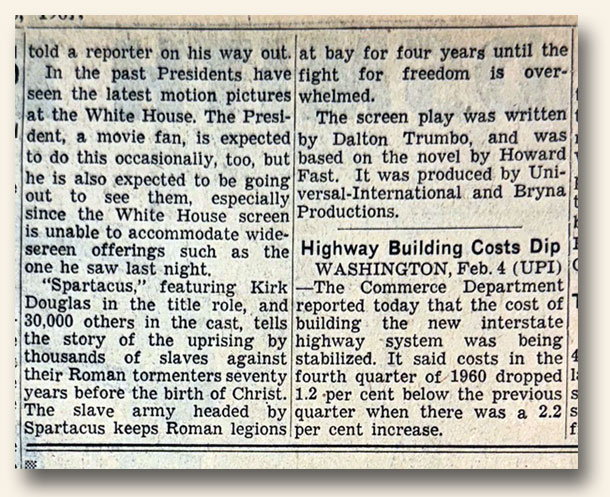 told a reporter on his way out.
In the past Presidents have
seen the latest motion pictures
at the White House. The Presi-
dent, a movie fan, is expected
to do this occasionally, too, but
he is also expected to be going
out to see them, especially
since the White House screen
is unable to accommodate wide-
screen offerings such as the
one he saw last night.
"Spartacus," featuring Kirk
Douglas in the title role, and
30,000 others in the cast, tells
the story of the uprising by
thousands of slaves against
their Roman tormenters seventy
years before the birth of Christ.
The slave army headed by
Spartacus keeps Roman legions
at bay for four years until the
fight for freedom is over-
whelmed.
The screen play was written
by Dalton Trumbo, and was
based on the novel by Howard
Fast. It was produced by Uni-
versal-International and Bryna
Productions.
Highway Building Costs Dip
WASHINGTON, Feb. 4 (UPI)
—The Commerce Department
reported today that the cost of
building the new interstate
highway system was being
stabilized. It said costs in the
fourth quarter of 1960 dropped
1.2 per cent below the previous
quarter when there was a 2.2
per cent increase.